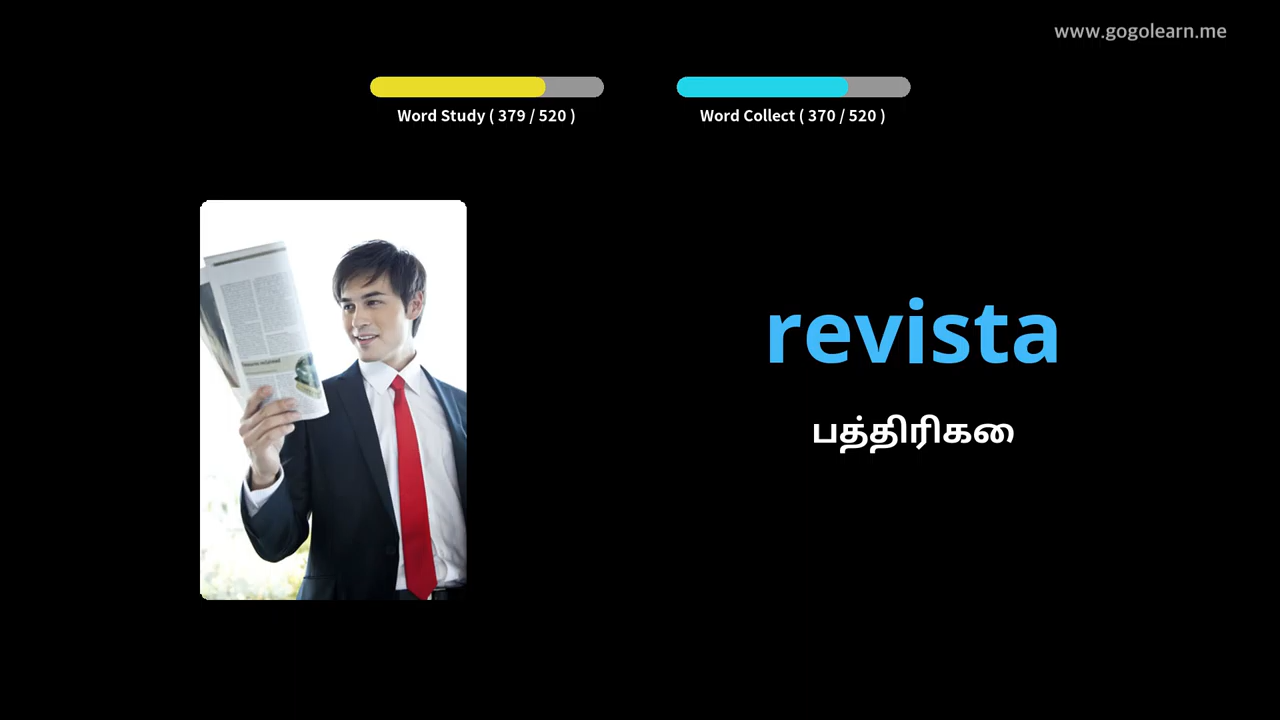 www.gogolearn.me
Word Study ( 379 / 520 )
Word Collect ( 370 / 520 )
revista
பத்திரிகை